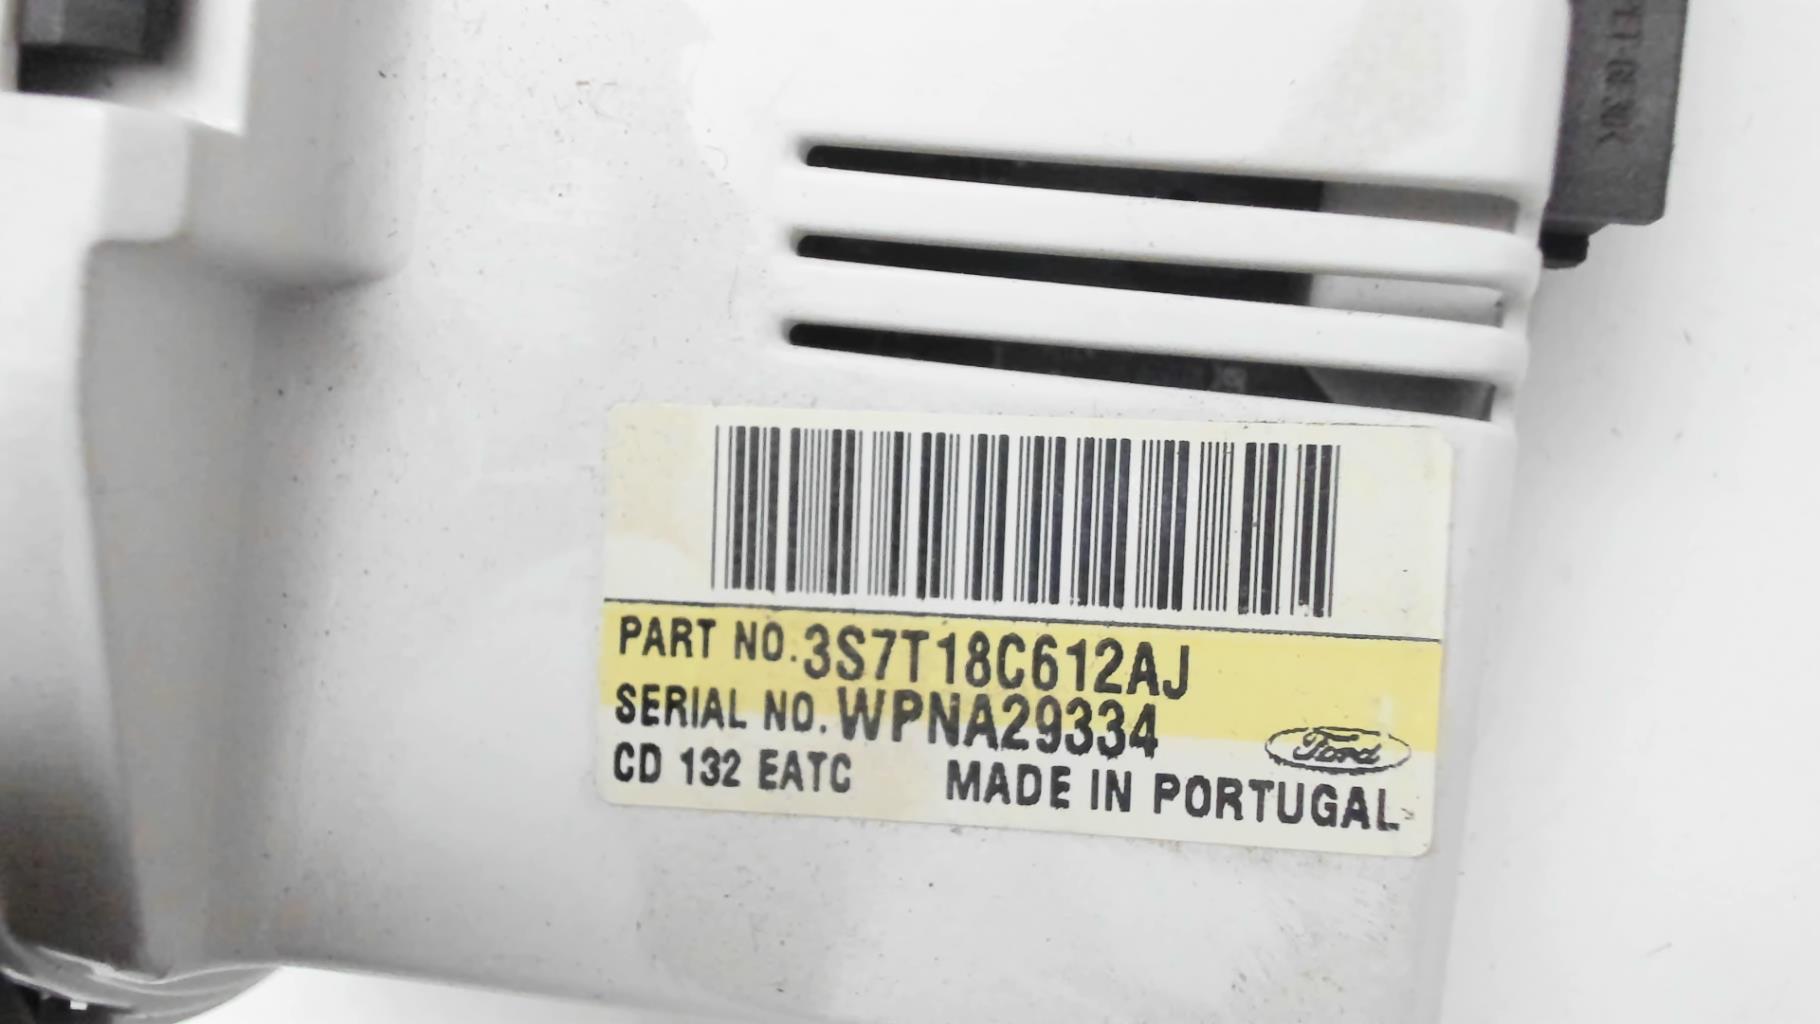 PART NO. 3S7T18C612AJ
SERIAL NO. WPNA29334
Ford
CD 132 EATC MADE IN PORTUGAL